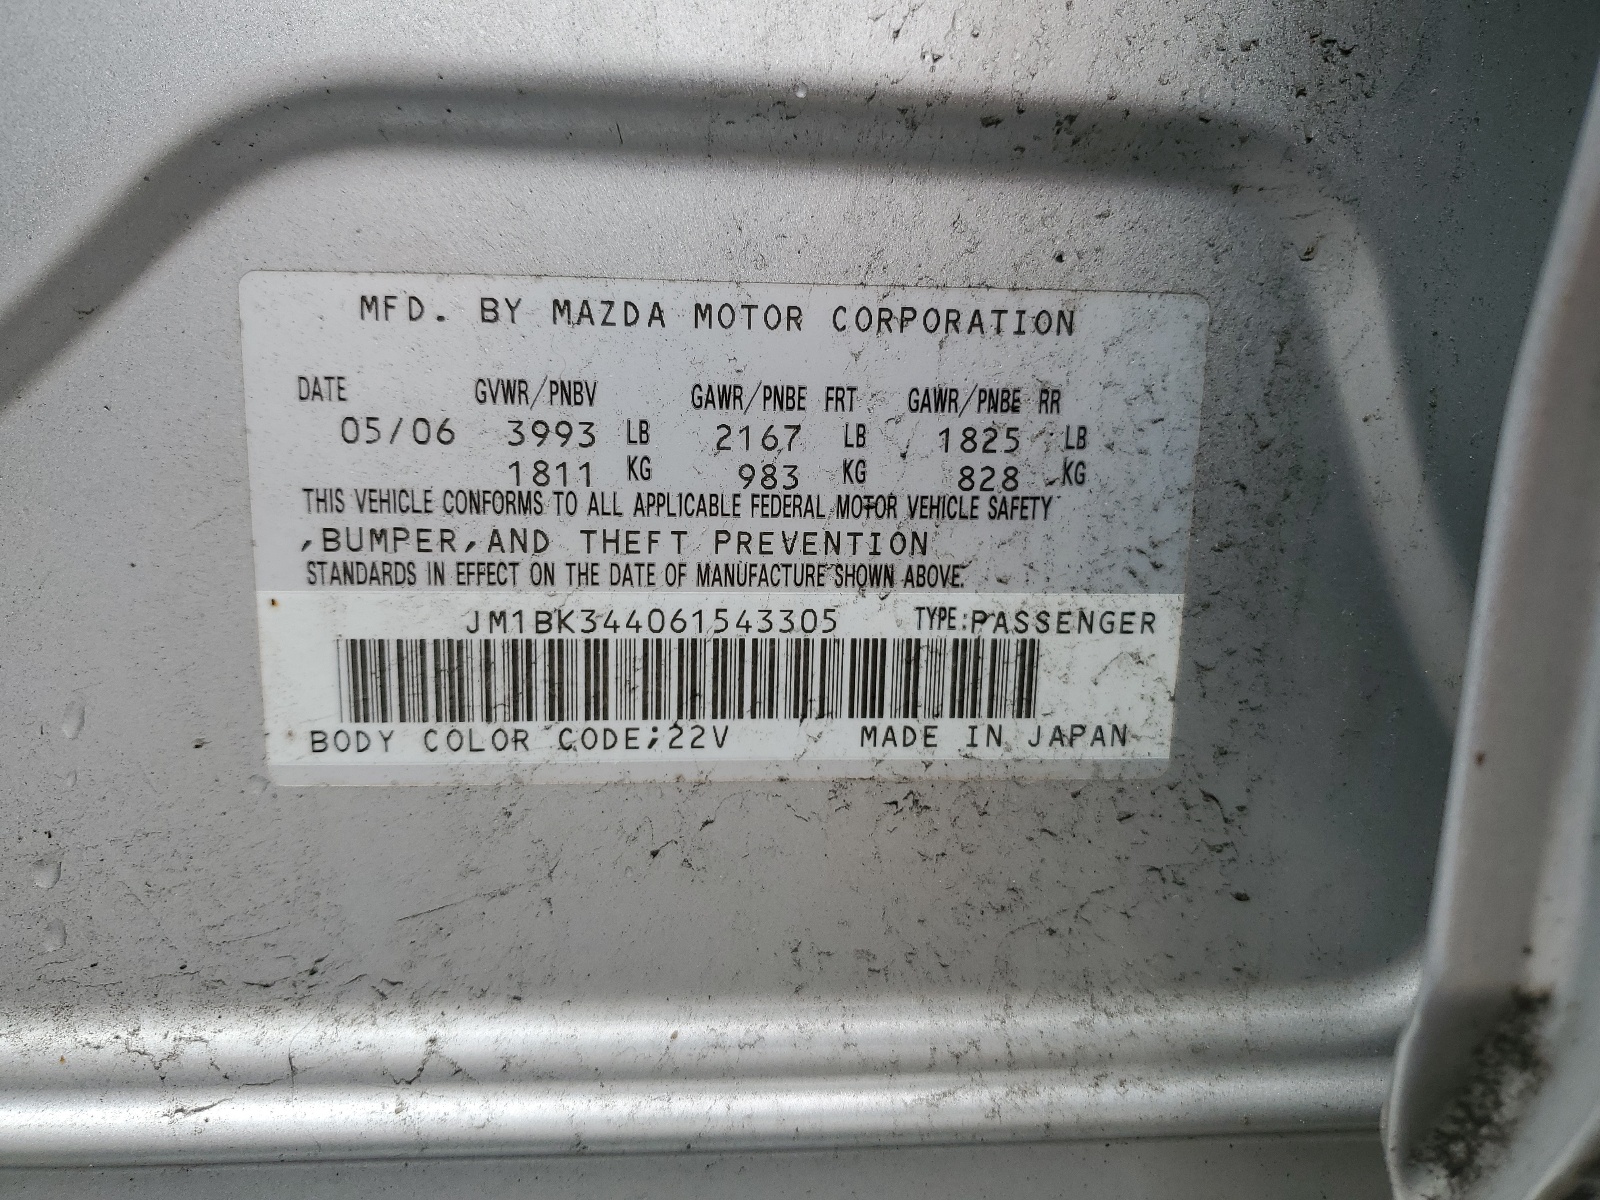 MFD. BY MAZDA MOTOR CORPORATION
DATE GVWR/PNBV GAWR/PNBE FRT GAWR/PNBE RR
05/06 3993 LB 2167 LB 1825 LB
1811 KG 983 KG 828 KG
THIS VEHICLE CONFORMS TO ALL APPLICABLE FEDERAL MOTOR VEHICLE SAFETY
,BUMPER,AND THEFT PREVENTION
STANDARDS IN EFFECT ON THE DATE OF MANUFACTURE SHOWN ABOVE.
JM1BK344061543305 TYPE:PASSENGER
BODY COLOR CODE;22V MADE IN JAPAN